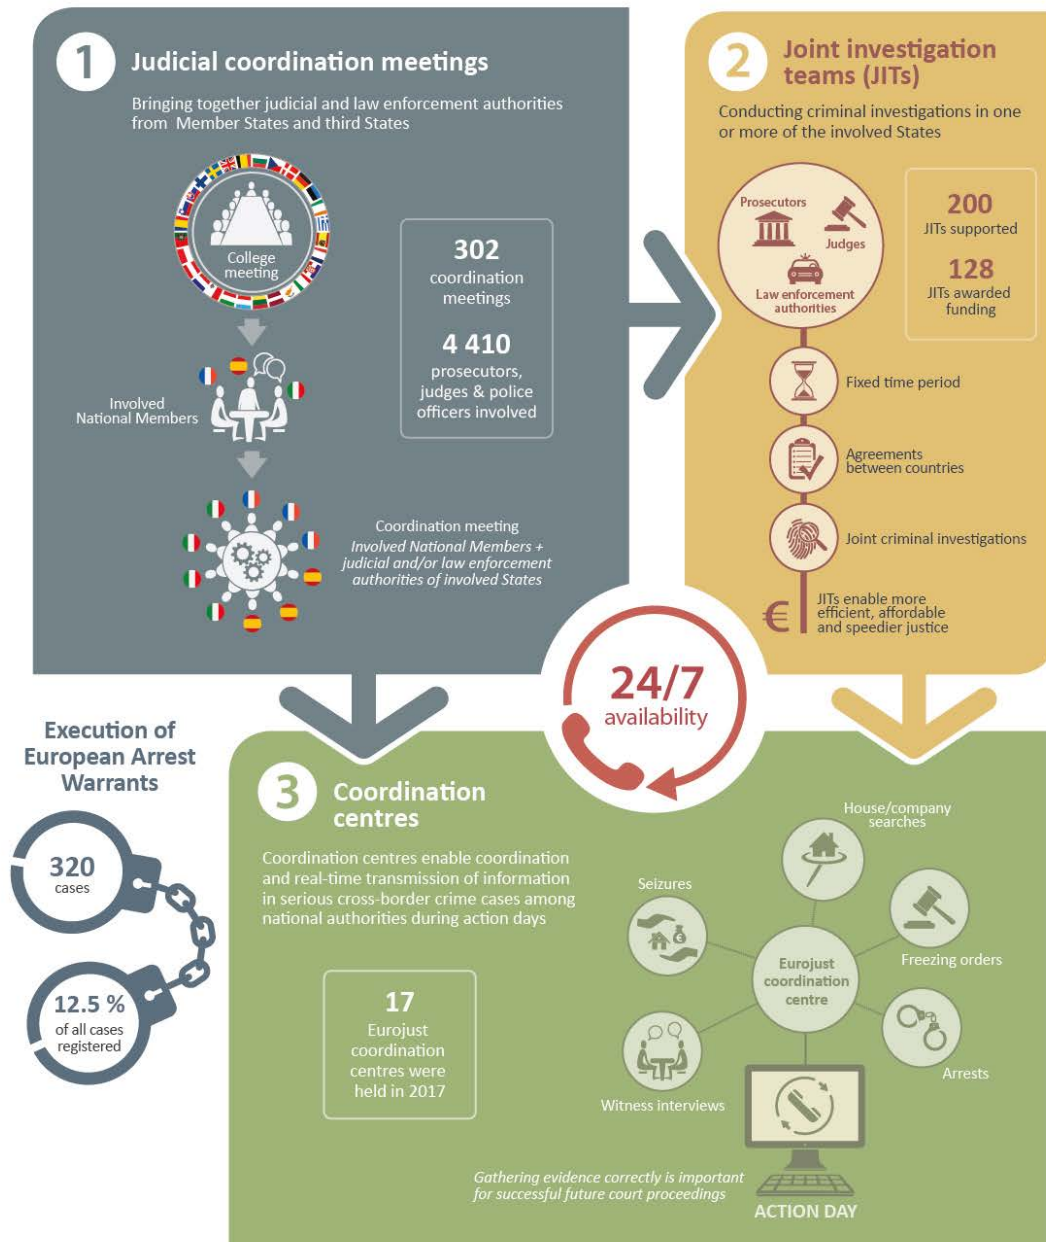 1
Judicial coordination meetings
Bringing together judicial and law enforcement authorities
from Member States and third States
College
meeting
302
coordination
meetings
4 410
prosecutors,
judges & police
officers involved
Involved
National Members
Coordination meeting
Involved National Members +
judicial and/or law enforcement
authorities of involved States
2
Joint investigation
teams (JITs)
Conducting criminal investigations in one
or more of the involved States
Prosecutors
Judges
Law enforcement
authorities
200
JITs supported
128
JITs awarded
funding
Fixed time period
Agreements
between countries
Joint criminal investigations
€
JITs enable more
efficient, affordable
and speedier justice
24/7
availability
Execution of
European Arrest
Warrants
320
cases
12.5 %
of all cases
registered
3
Coordination
centres
Coordination centres enable coordination
and real-time transmission of information
in serious cross-border crime cases among
national authorities during action days
17
Eurojust
coordination
centres were
held in 2017
House/company
searches
Seizures
Freezing orders
Eurojust
coordination
centre
Arrests
Witness interviews
Gathering evidence correctly is important
for successful future court proceedings
ACTION DAY